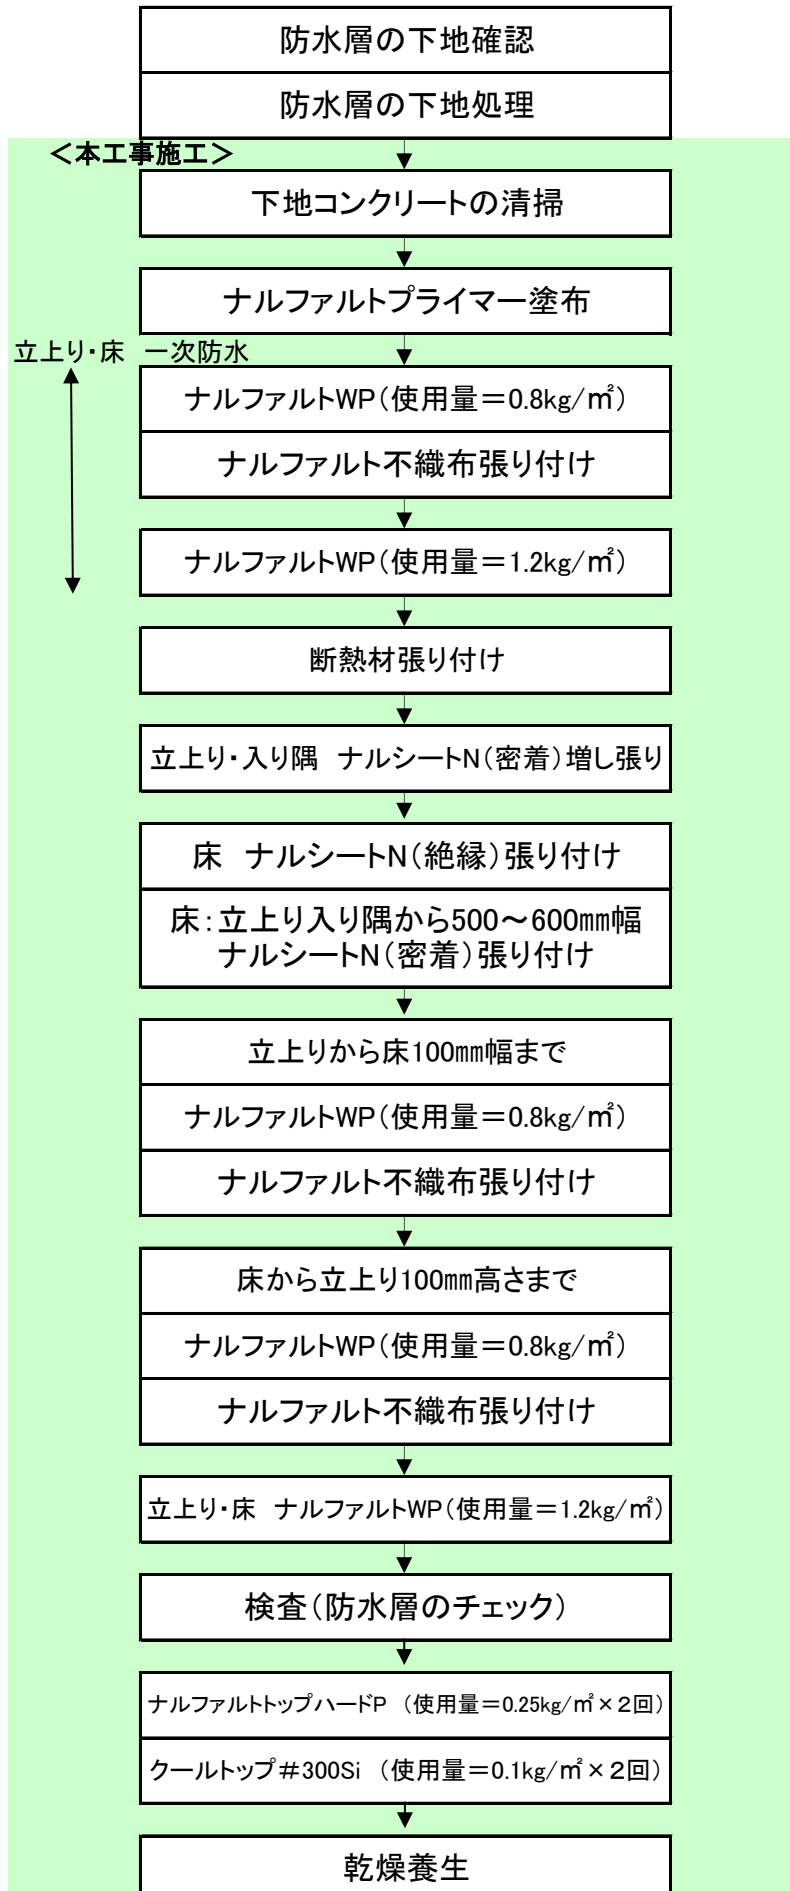 防水層の下地確認
防水層の下地処理
＜本工事施工＞
下地コンクリートの清掃
ナルファルトプライマー塗布
立上り・床　一次防水
ナルファルトWP（使用量＝0.8kg/㎡）
ナルファルト不織布張り付け
ナルファルトWP（使用量＝1.2kg/㎡）
断熱材張り付け
立上り・入り隅　ナルシートN（密着）増し張り
床　ナルシートN（絶縁）張り付け
床：立上り入り隅から500～600㎜幅
ナルシートN（密着）張り付け
立上りから床100㎜幅まで
ナルファルトWP（使用量＝0.8kg/㎡）
ナルファルト不織布張り付け
床から立上り100㎜高さまで
ナルファルトWP（使用量＝0.8kg/㎡）
ナルファルト不織布張り付け
立上り・床　ナルファルトWP（使用量＝1.2kg/㎡）
検査（防水層のチェック）
ナルファルトトップハードP　（使用量＝0.25kg/㎡×２回）
クールトップ＃300Si　（使用量＝0.1kg/㎡×２回）
乾燥養生